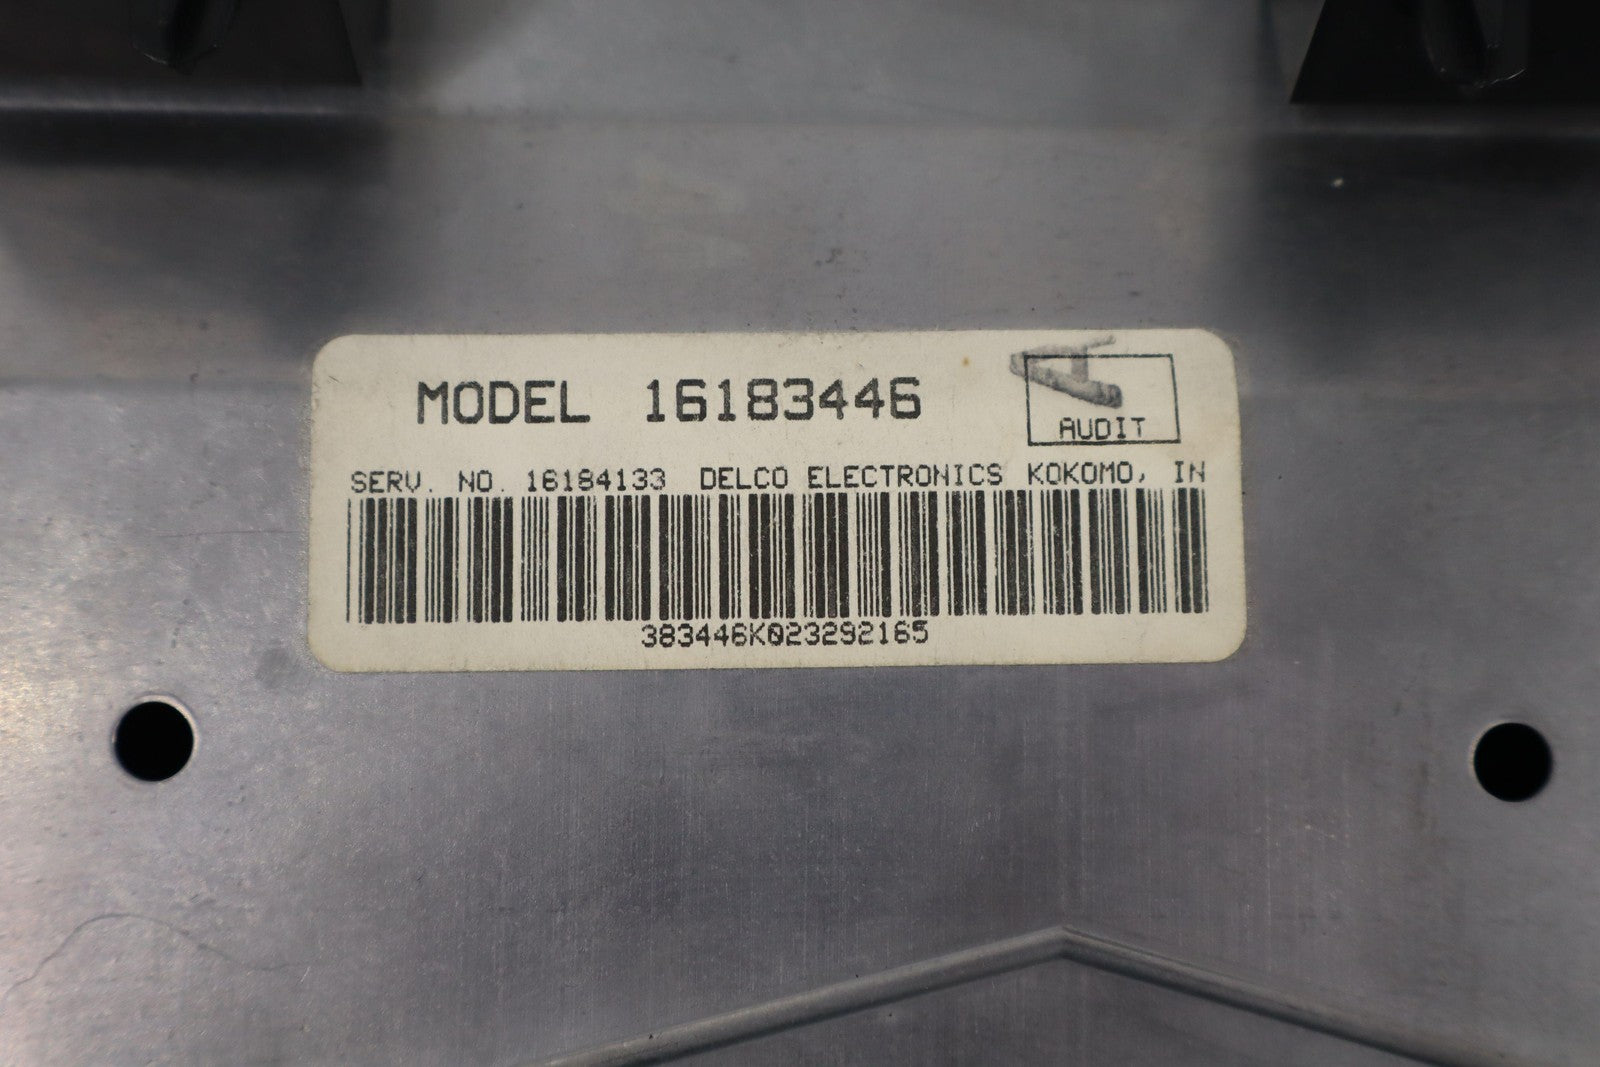 MODEL 16183446
A
AUDIT
SERV. NO. 16184133 DELCO ELECTRONICS KOKOMO, IN
383446K023292165